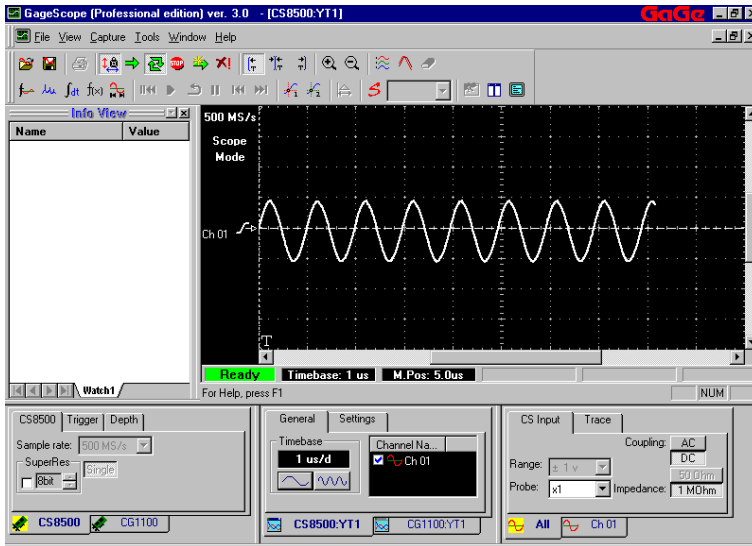 GageScope (Professional edition) ver. 3.0 - [CS8500:YT1]
GaGe
File View Capture Tools Window Help
∫dt f(x)
Info View
Name Value
Watch1
500 MS/s
Scope
Mode
Ch 01
T
Ready Timebase: 1 us M.Pos: 5.0us
For Help, press F1
NUM
CS8500 Trigger Depth
Sample rate: 500 MS/s
SuperRes
8bit
Single
CS8500 CG1100
General Settings
Timebase
1 us/d
Channel Na...
Ch 01
CS8500:YT1 CG1100:YT1
CS Input Trace
Coupling: AC
DC
Range: ± 1 v
50 Ohm
Probe: x1 Impedance: 1 MOhm
All Ch 01